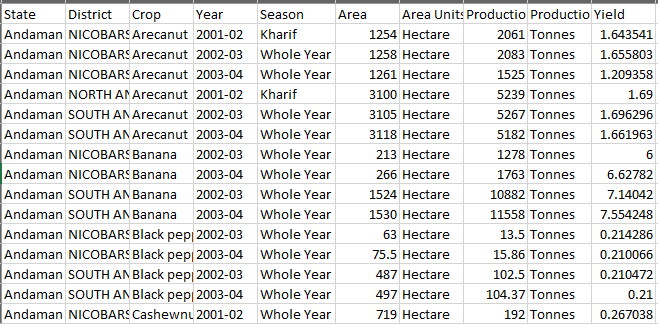 State District Crop Year Season Area Area Units Productio Productio Yield
Andaman NICOBARS Arecanut 2001-02 Kharif 1254 Hectare 2061 Tonnes 1.643541
Andaman NICOBARS Arecanut 2002-03 Whole Year 1258 Hectare 2083 Tonnes 1.655803
Andaman NICOBARS Arecanut 2003-04 Whole Year 1261 Hectare 1525 Tonnes 1.209358
Andaman NORTH AN Arecanut 2001-02 Kharif 3100 Hectare 5239 Tonnes 1.69
Andaman SOUTH AN Arecanut 2002-03 Whole Year 3105 Hectare 5267 Tonnes 1.696296
Andaman SOUTH AN Arecanut 2003-04 Whole Year 3118 Hectare 5182 Tonnes 1.661963
Andaman NICOBARS Banana 2002-03 Whole Year 213 Hectare 1278 Tonnes 6
Andaman NICOBARS Banana 2003-04 Whole Year 266 Hectare 1763 Tonnes 6.62782
Andaman SOUTH AN Banana 2002-03 Whole Year 1524 Hectare 10882 Tonnes 7.14042
Andaman SOUTH AN Banana 2003-04 Whole Year 1530 Hectare 11558 Tonnes 7.554248
Andaman NICOBARS Black pepp 2002-03 Whole Year 63 Hectare 13.5 Tonnes 0.214286
Andaman NICOBARS Black pepp 2003-04 Whole Year 75.5 Hectare 15.86 Tonnes 0.210066
Andaman SOUTH AN Black pepp 2002-03 Whole Year 487 Hectare 102.5 Tonnes 0.210472
Andaman SOUTH AN Black pepp 2003-04 Whole Year 497 Hectare 104.37 Tonnes 0.21
Andaman NICOBARS Cashewnu 2001-02 Whole Year 719 Hectare 192 Tonnes 0.267038